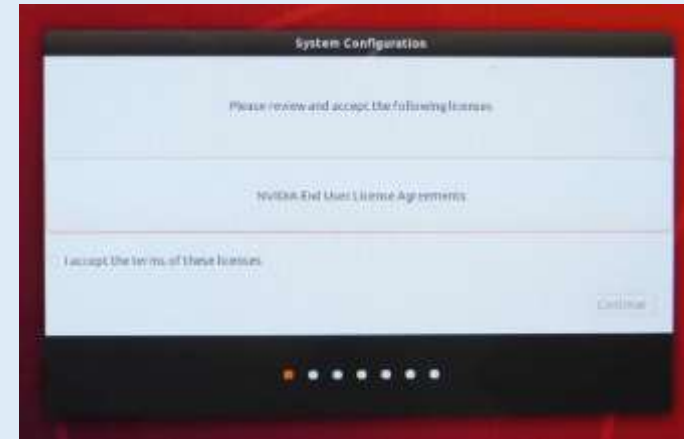 System Configuration
Please review and accept the following licenses
NVIDIA End User License Agreements
I accept the terms of these licenses
Continue